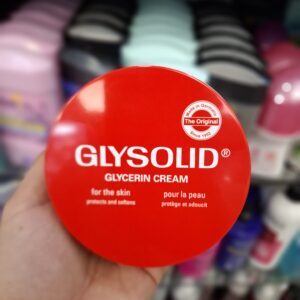 Made in Germany
The Original
Since 1952
GLYSOLID®
GLYCERIN CREAM
for the skin
protects and softens
pour la peau
protège et adoucit